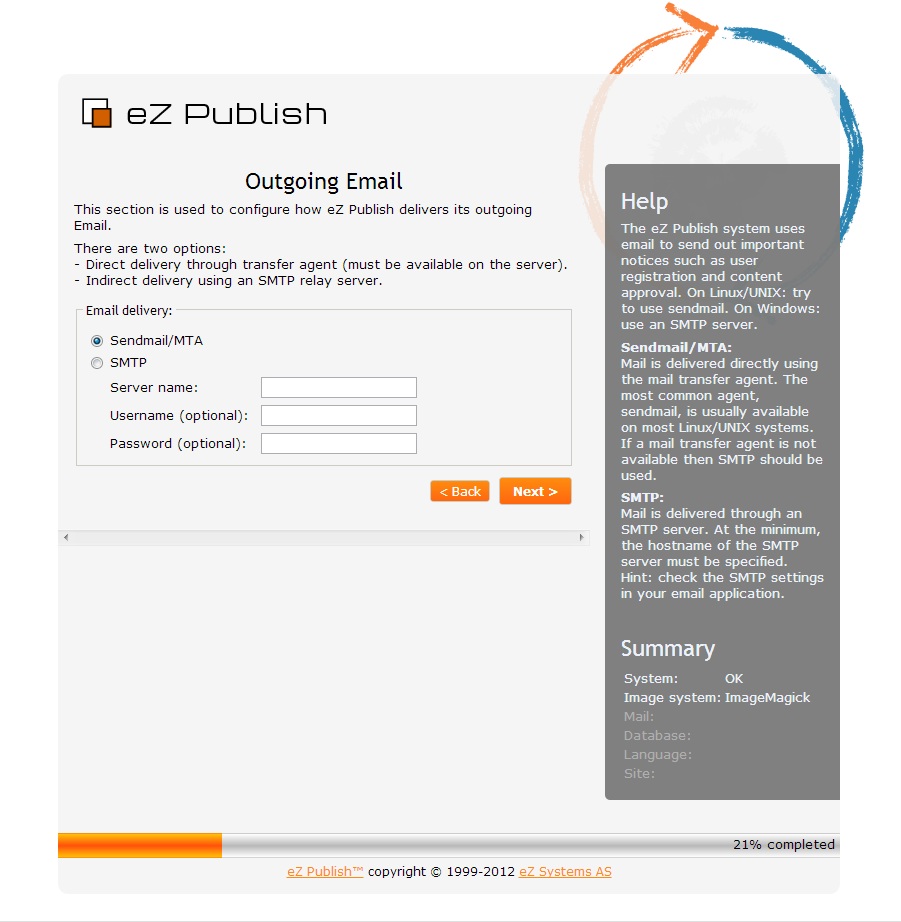 eZ Publish
Outgoing Email
This section is used to configure how eZ Publish delivers its outgoing
Email.
There are two options:
- Direct delivery through transfer agent (must be available on the server).
- Indirect delivery using an SMTP relay server.
Email delivery:
Sendmail/MTA
SMTP
Server name:
Username (optional):
Password (optional):
< Back
Next >
Help
The eZ Publish system uses
email to send out important
notices such as user
registration and content
approval. On Linux/UNIX: try
to use sendmail. On Windows:
use an SMTP server.
Sendmail/MTA:
Mail is delivered directly using
the mail transfer agent. The
most common agent,
sendmail, is usually available
on most Linux/UNIX systems.
If a mail transfer agent is not
available then SMTP should be
used.
SMTP:
Mail is delivered through an
SMTP server. At the minimum,
the hostname of the SMTP
server must be specified.
Hint: check the SMTP settings
in your email application.
Summary
System: OK
Image system: ImageMagick
Mail:
Database:
Language:
Site:
21% completed
eZ Publish™ copyright © 1999-2012 eZ Systems AS